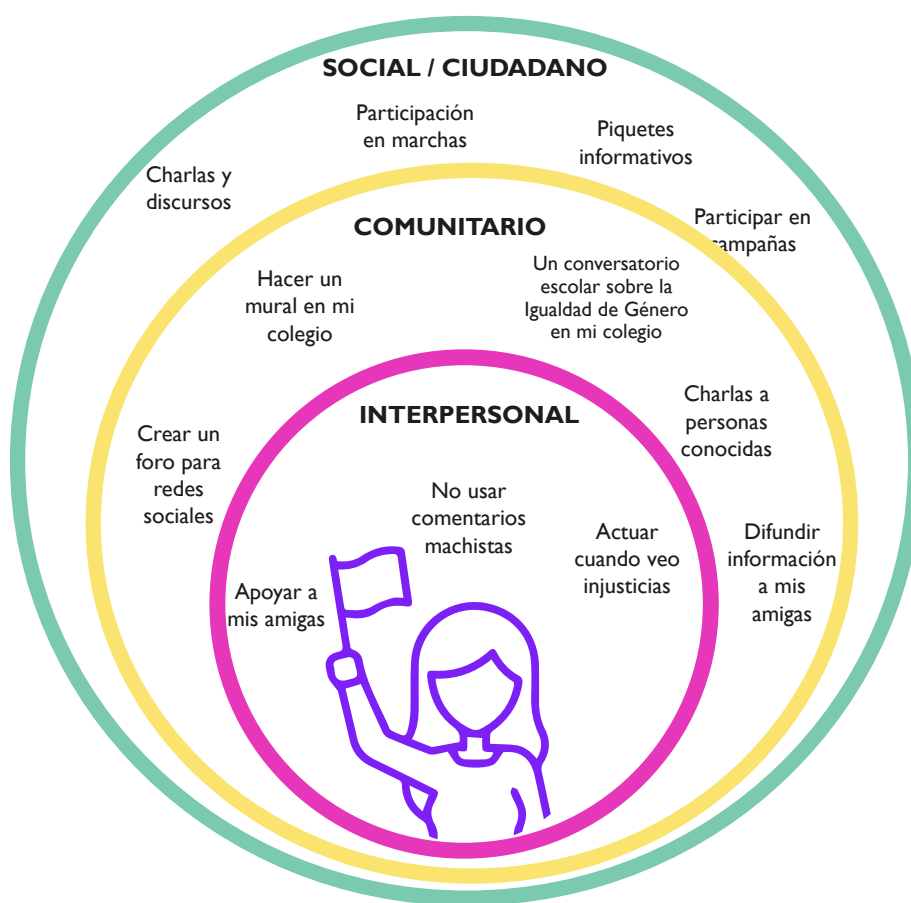 SOCIAL / CIUDADANO
Participación
en marchas
Piquetes
informativos
Charlas y
discursos
Participar en
campañas
COMUNITARIO
Hacer un
mural en mi
colegio
Un conversatorio
escolar sobre la
Igualdad de Género
en mi colegio
Charlas a
personas
conocidas
Crear un
foro para
redes
sociales
Difundir
información
a mis
amigas
INTERPERSONAL
No usar
comentarios
machistas
Actuar
cuando veo
injusticias
Apoyar a
mis amigas